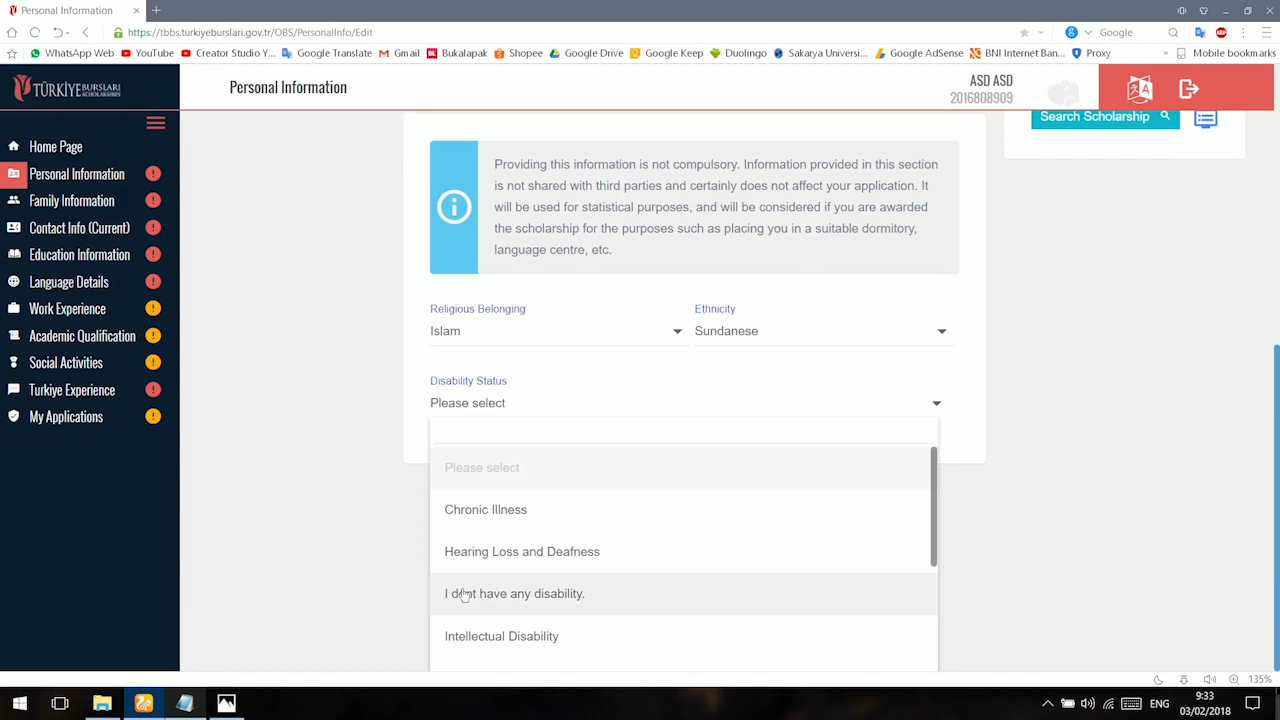 Personal Information
https://tbbs.turkiyeburslari.gov.tr/OBS/PersonalInfo/Edit
Google
WhatsApp Web
YouTube
Creator Studio Y...
Google Translate
Gmail
Bukalapak
Shopee
Google Drive
Google Keep
Duolingo
Sakarya Universi...
Google AdSense
BNI Internet Ban...
Proxy
»
Mobile bookmarks
TÜRKİYE BURSLARI
SCHOLARSHIPS
Personal Information
ASD ASD
2016808909
Home Page
Personal Information
Family Information
Contact Info (Current)
Education Information
Language Details
Work Experience
Academic Qualification
Social Activities
Turkiye Experience
My Applications
Search Scholarship
Providing this information is not compulsory. Information provided in this section
is not shared with third parties and certainly does not affect your application. It
will be used for statistical purposes, and will be considered if you are awarded
the scholarship for the purposes such as placing you in a suitable dormitory,
language centre, etc.
Religious Belonging
Islam
Ethnicity
Sundanese
Disability Status
Please select
Please select
Chronic Illness
Hearing Loss and Deafness
I dont have any disability.
Intellectual Disability
135%
ENG
9:33
03/02/2018